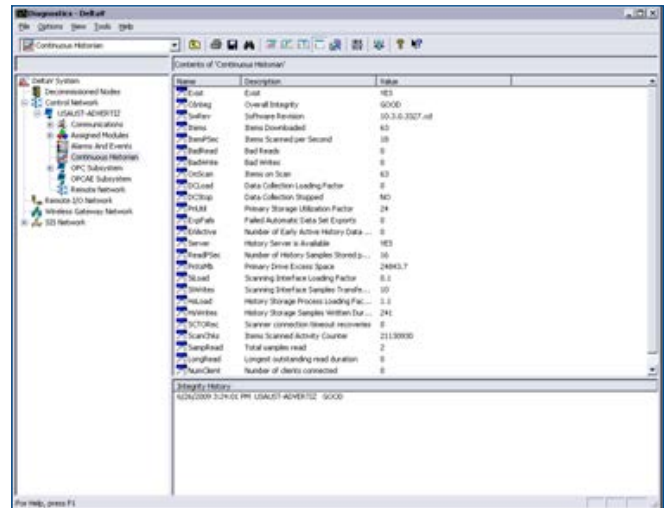 Diagnostics - DeltaV
File Options View Tools Help
Continuous Historian
Contents of 'Continuous Historian'
DeltaV System
Decommissioned Nodes
Control Network
USAUST-ADVERTIZ
Communications
Assigned Modules
Alarms And Events
Continuous Historian
OPC Subsystem
OPCAE Subsystem
Remote Network
Remote I/O Network
Wireless Gateway Network
SIS Network
Name Description Value
Exist Exist YES
OInteg Overall Integrity GOOD
SwRev Software Revision 10.3.0.3327.xd
Items Items Downloaded 63
ItemPSec Items Scanned per Second 18
BadRead Bad Reads 0
BadWrite Bad Writes 0
OnScan Items on Scan 63
DCLoad Data Collection Loading Factor 0
DCStop Data Collection Stopped NO
PriUtil Primary Storage Utilization Factor 24
ExpFails Failed Automatic Data Set Exports 0
EhActive Number of Early Active History Data ... 0
Server History Server is Available YES
ReadPSec Number of History Samples Stored p... 16
PriXsMb Primary Drive Excess Space 24843.7
SiLoad Scanning Interface Loading Factor 0.1
SiWrites Scanning Interface Samples Transfe... 10
HsLoad History Storage Process Loading Fac... 1.1
HsWrites History Storage Samples Written Dur... 241
SCTORec Scanner connection timeout recoveries 0
ScanChks Items Scanned Activity Counter 21130930
SampRead Total samples read 2
LongRead Longest outstanding read duration 0
NumClient Number of clients connected 0
Integrity History
6/26/2009 3:24:01 PM USAUST-ADVERTIZ GOOD
For Help, press F1